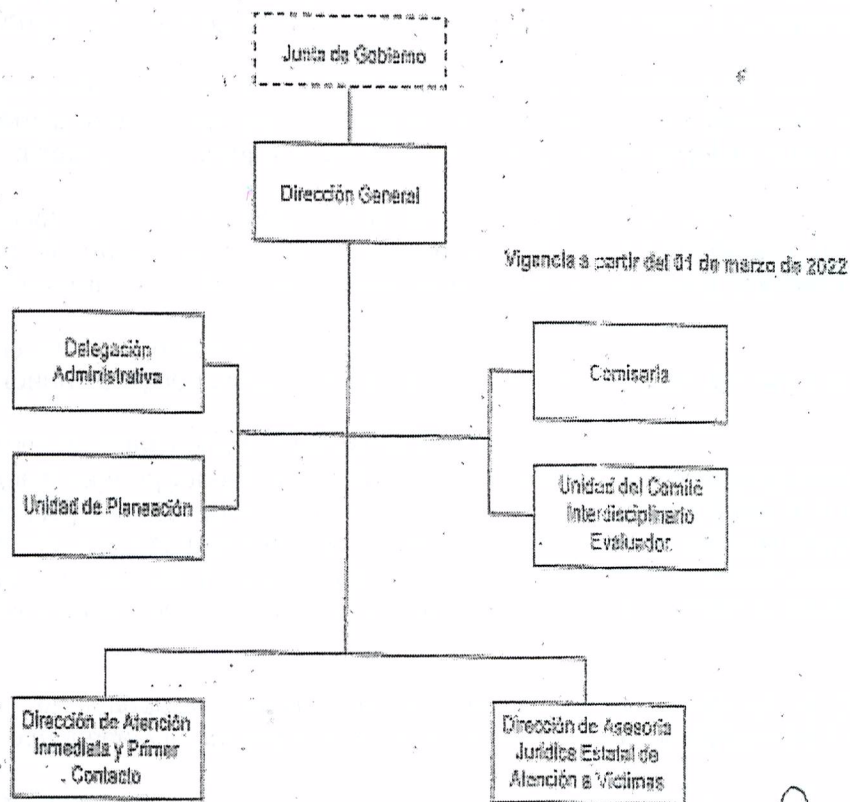 Junta de Gobierno
Dirección General
Vigencia a partir del 01 de marzo de 2022
Delegación
Administrativa
Comisaría
Unidad de Planeación
Unidad del Comité
Interdisciplinario
Evaluador
Dirección de Atención
Inmediata y Primer
Contacto
Dirección de Asesoría
Jurídica Estatal de
Atención a Víctimas